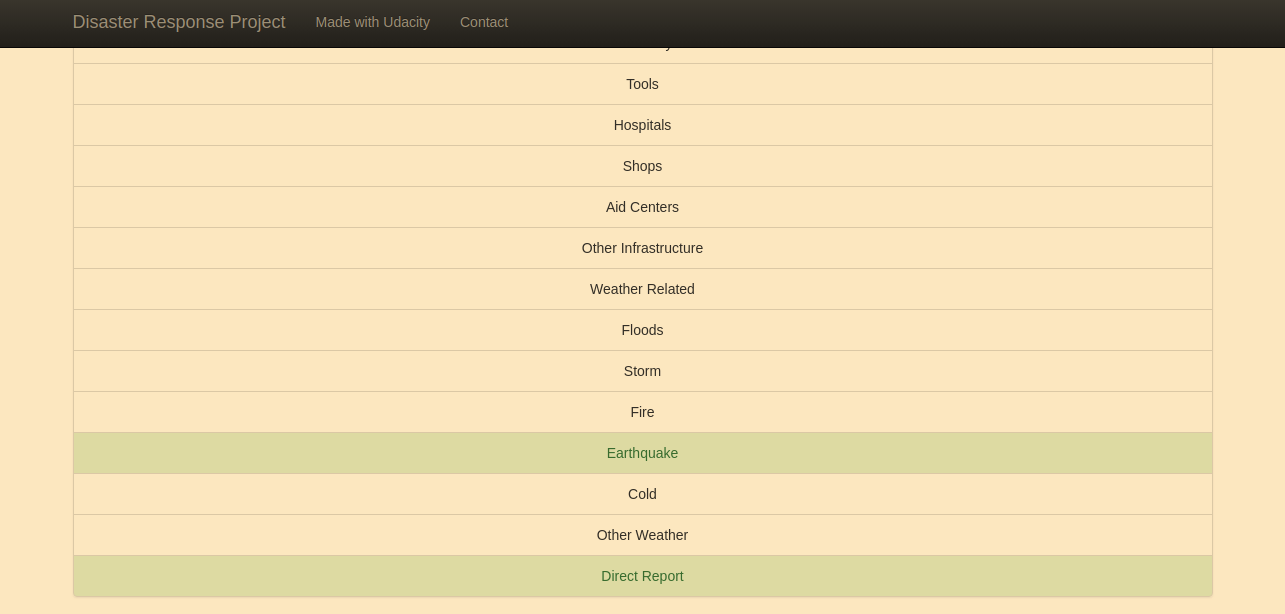 Disaster Response Project Made with Udacity Contact
Tools
Hospitals
Shops
Aid Centers
Other Infrastructure
Weather Related
Floods
Storm
Fire
Earthquake
Cold
Other Weather
Direct Report